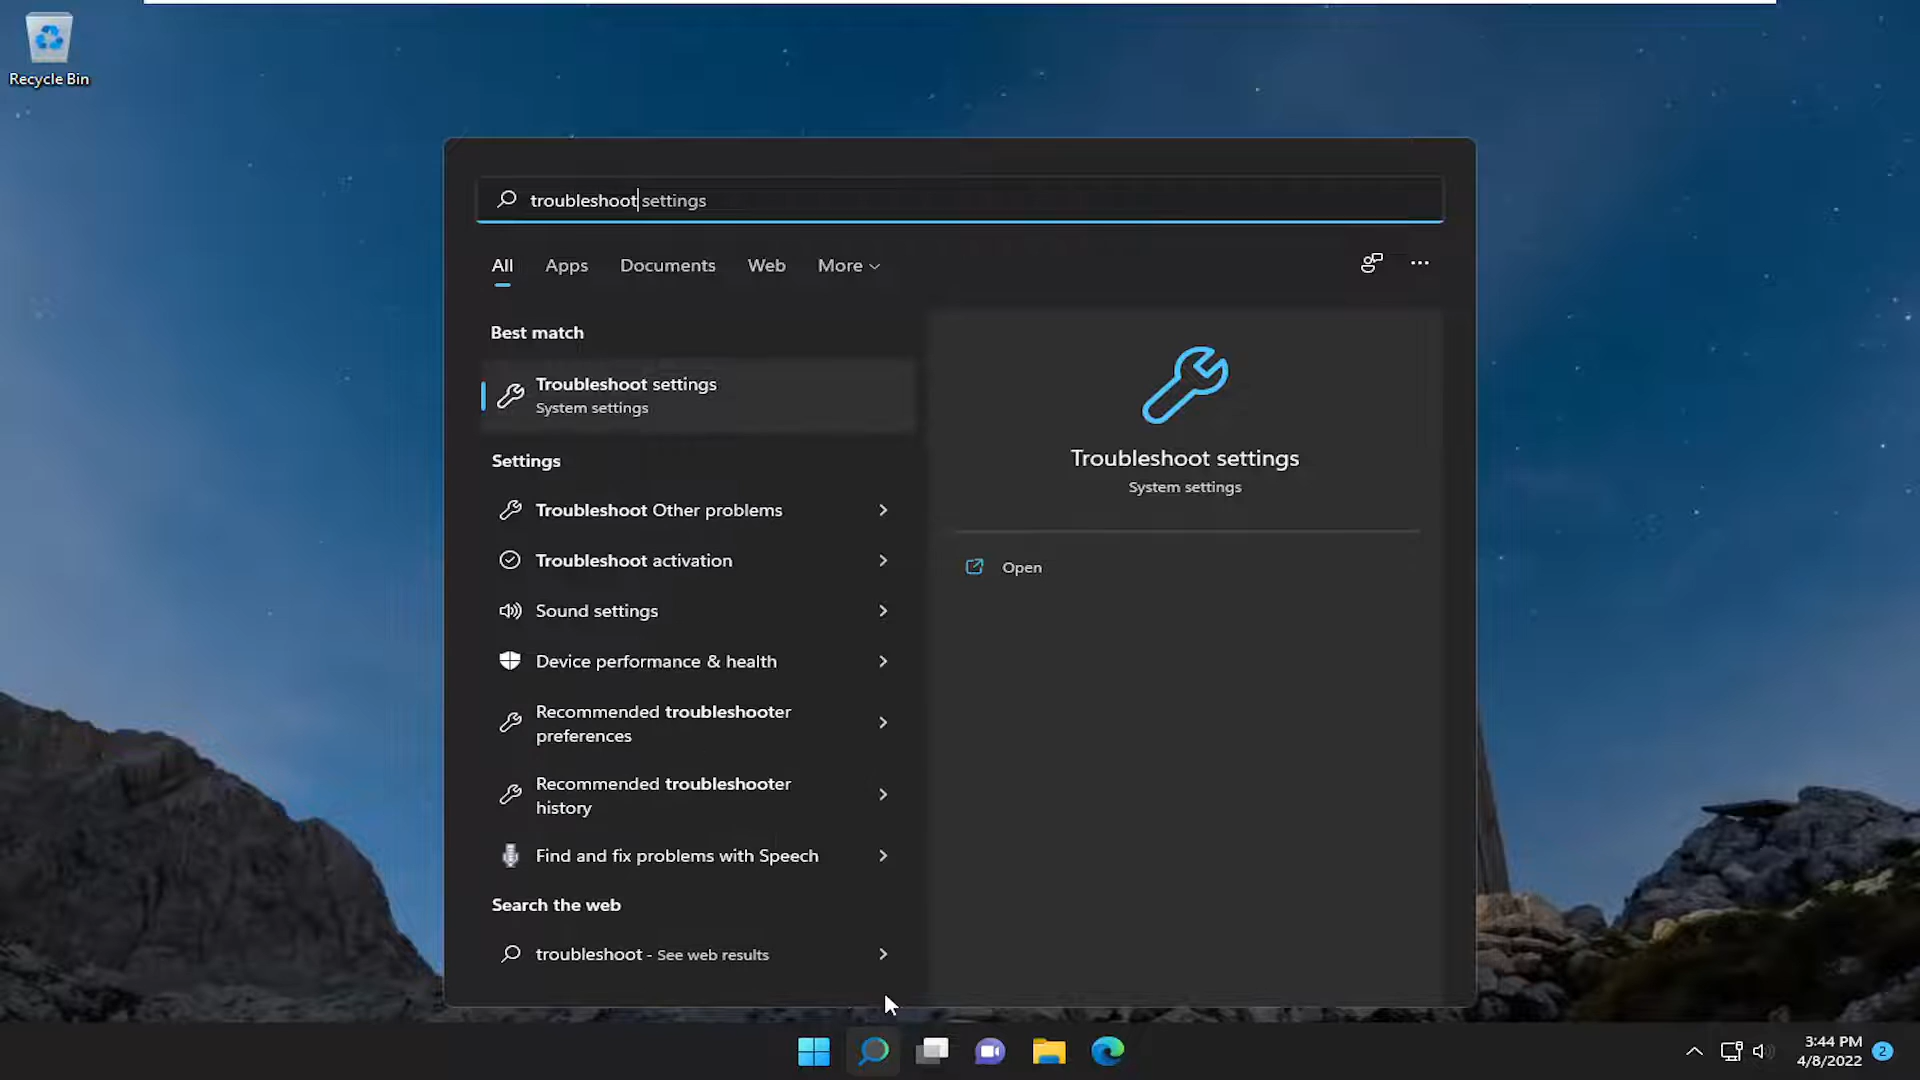 Recycle Bin
troubleshoot settings
All Apps Documents Web More
Best match
Troubleshoot settings
System settings
Settings
Troubleshoot Other problems
Troubleshoot activation
Sound settings
Device performance & health
Recommended troubleshooter
preferences
Recommended troubleshooter
history
Find and fix problems with Speech
Search the web
troubleshoot - See web results
Troubleshoot settings
System settings
Open
3:44 PM
4/8/2022
2